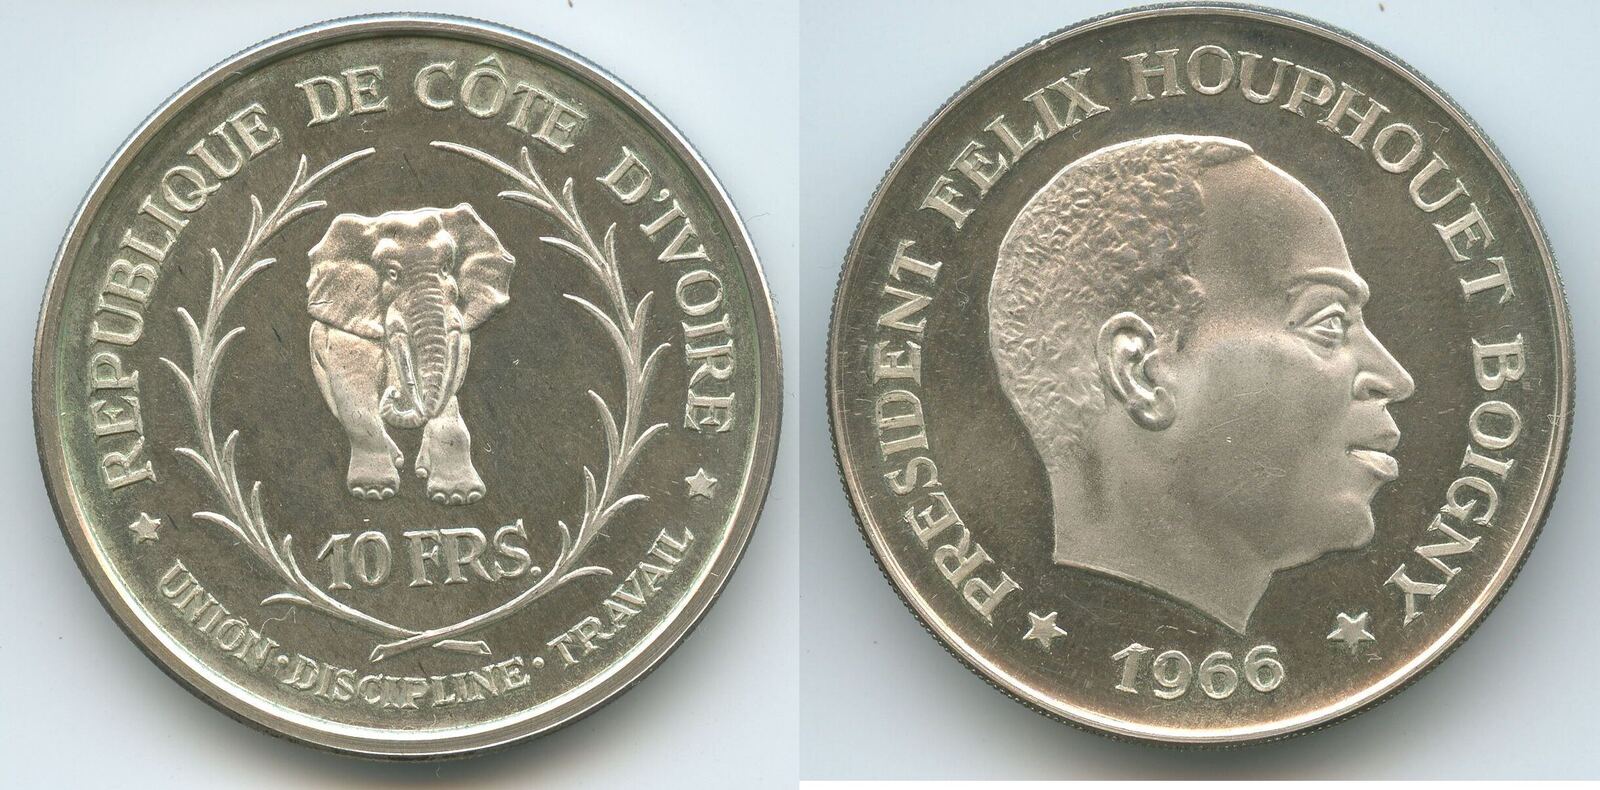 REPUBLIQUE DE CÔTE D'IVOIRE
10 FRS.
UNION · DISCIPLINE · TRAVAIL
PRESIDENT FELIX HOUPHOUET BOIGNY
1966